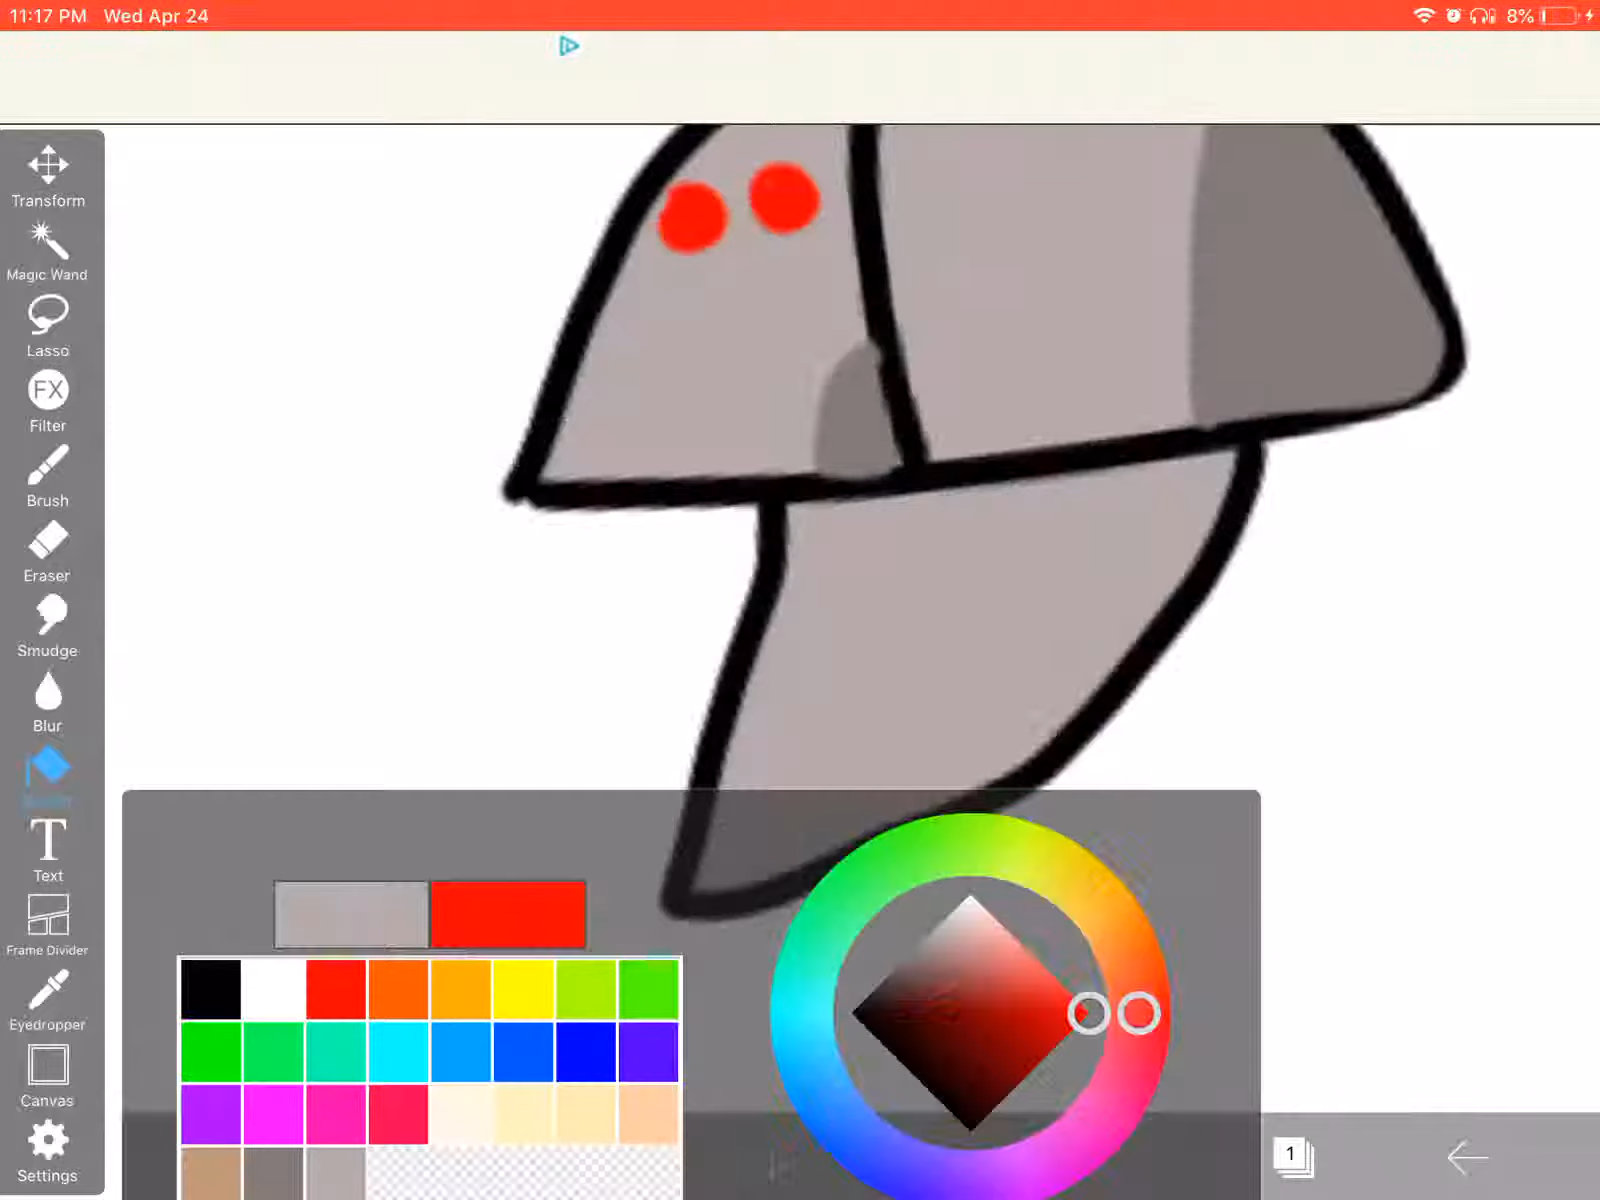 11:17 PM Wed Apr 24 8%
Transform
Magic Wand
Lasso
FX
Filter
Brush
Eraser
Smudge
Blur
T
Text
Frame Divider
Eyedropper
Canvas
Settings
1